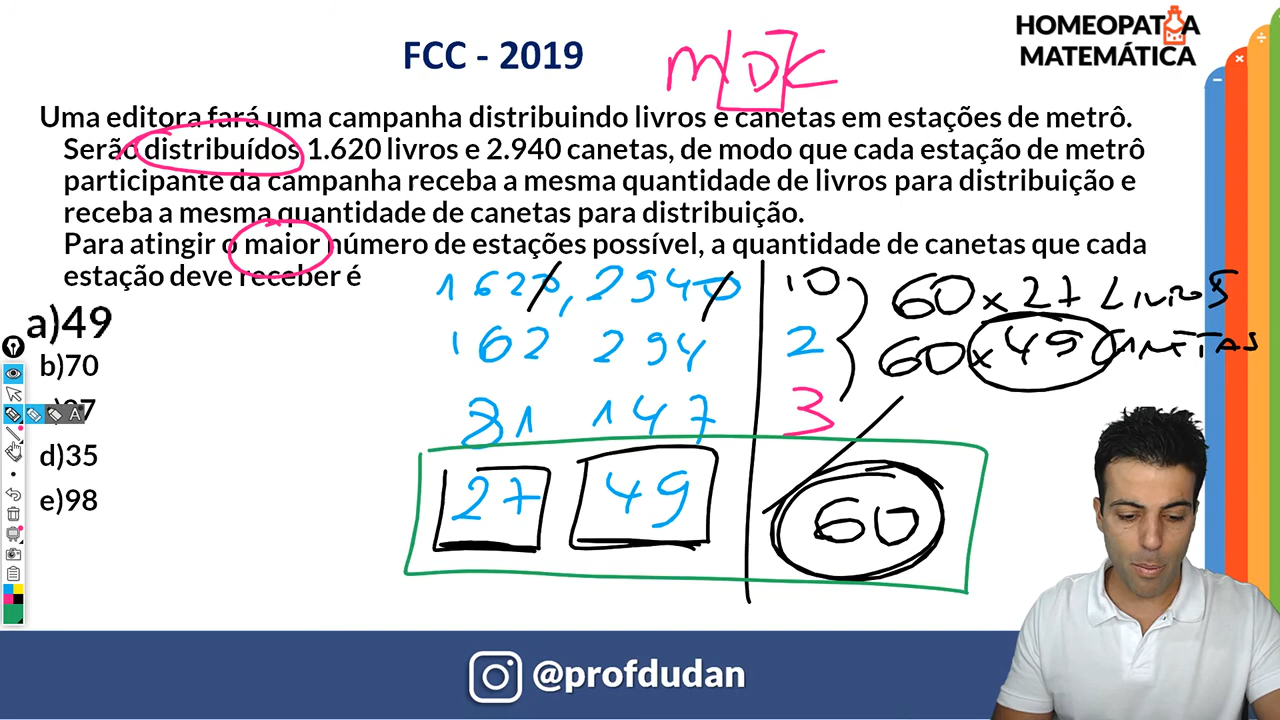 HOMEOPATIA
MATEMÁTICA
FCC - 2019
MDC
Uma editora fará uma campanha distribuindo livros e canetas em estações de metrô.
Serão distribuídos 1.620 livros e 2.940 canetas, de modo que cada estação de metrô
participante da campanha receba a mesma quantidade de livros para distribuição e
receba a mesma quantidade de canetas para distribuição.
Para atingir o maior número de estações possível, a quantidade de canetas que cada
estação deve receber é
a)49
b)70
d)35
e)98
1620, 2940 10
162 294 2
81 147 3
27 49 60
60 x 27 LIVROS
60 x 49 CANETAS
A
@profdudan